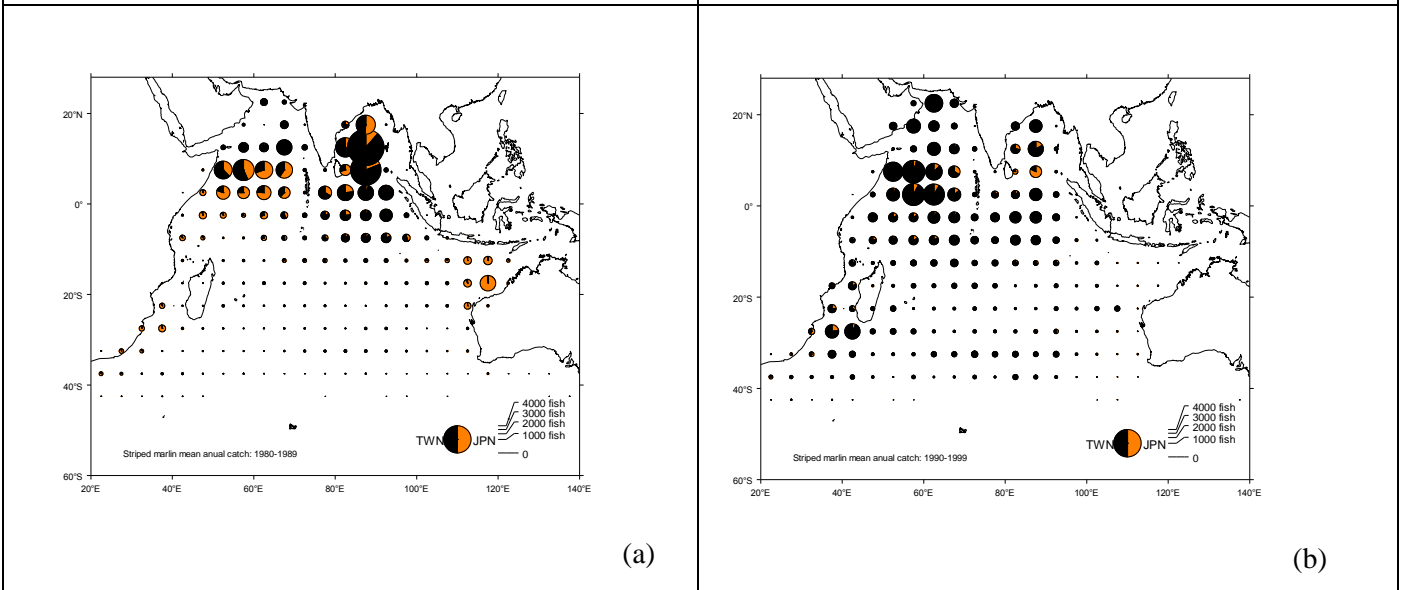 20°N
0°
20°S
40°S
60°S
20°E 40°E 60°E 80°E 100°E 120°E 140°E
4000 fish
3000 fish
2000 fish
1000 fish
0
TWN JPN
Striped marlin mean anual catch: 1980-1989
(a)
20°N
0°
20°S
40°S
60°S
20°E 40°E 60°E 80°E 100°E 120°E 140°E
4000 fish
3000 fish
2000 fish
1000 fish
0
TWN JPN
Striped marlin mean anual catch: 1990-1999
(b)